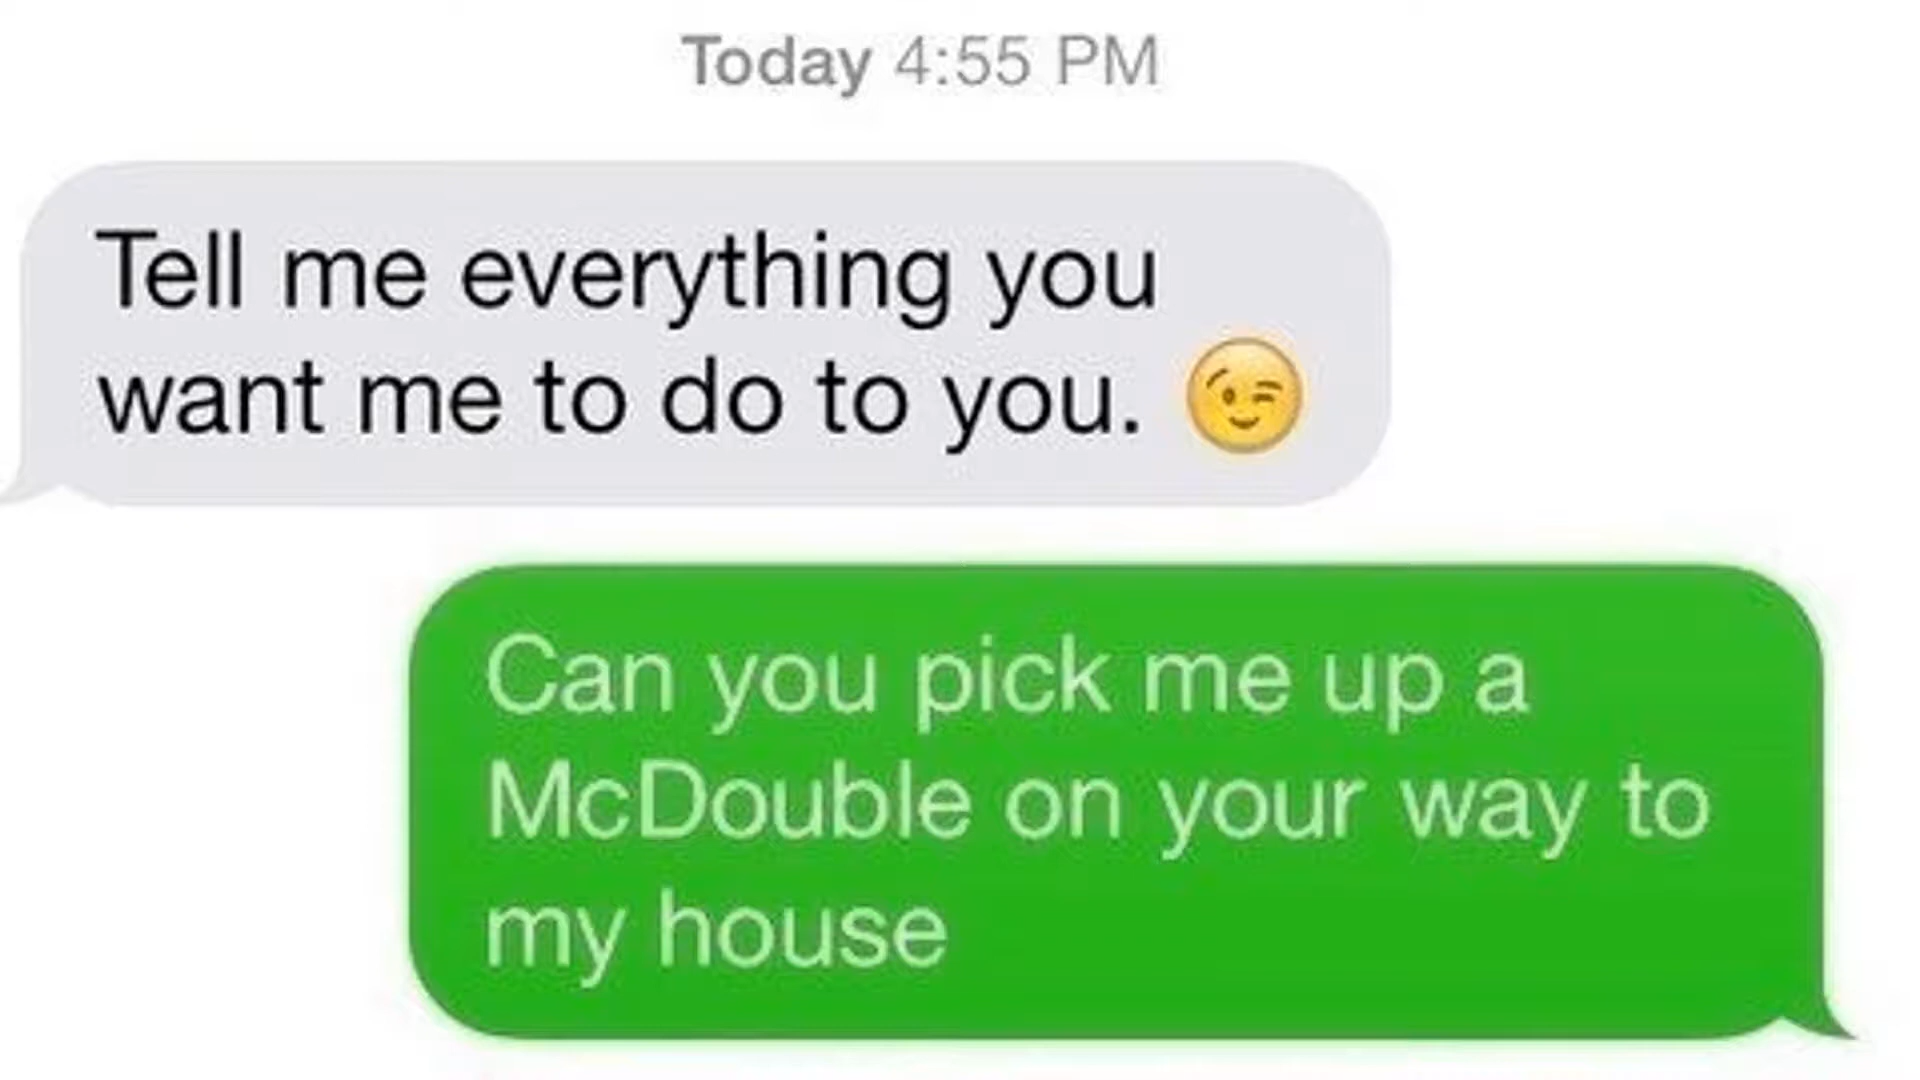 Today 4:55 PM
Tell me everything you
want me to do to you. 😉
Can you pick me up a
McDouble on your way to
my house